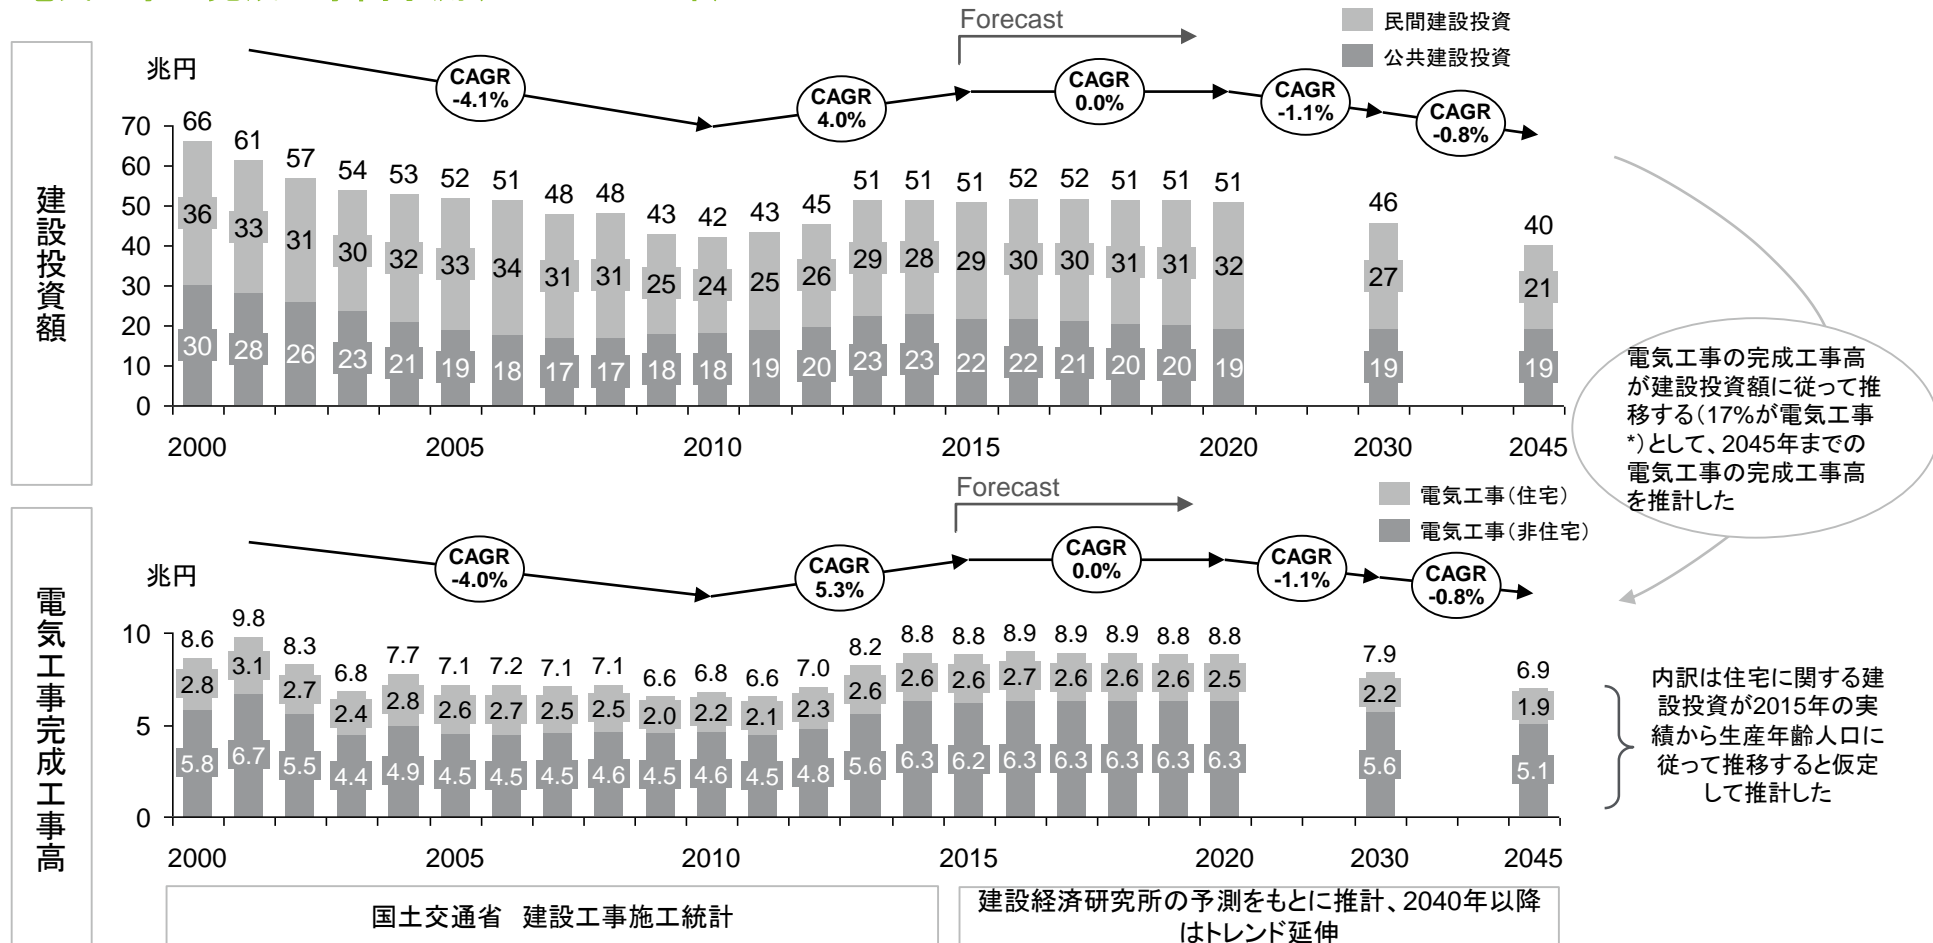 Forecast
民間建設投資
公共建設投資
兆円
CAGR
-4.1%
CAGR
4.0%
CAGR
0.0%
CAGR
-1.1%
CAGR
-0.8%
建設投資額
70
60
50
40
30
20
10
0
66 61 57 54 53 52 51 48 48 43 42 43 45 51 51 51 52 52 51 51 51 46 40
36 33 31 30 32 33 34 31 31 25 24 25 26 29 28 29 30 30 31 31 32 27 21
30 28 26 23 21 19 18 17 17 18 18 19 20 23 23 22 22 21 20 20 19 19 19
2000 2005 2010 2015 2020 2030 2045
電気工事の完成工事高
が建設投資額に従って推
移する（17%が電気工事
*）として、2045年までの
電気工事の完成工事高
を推計した
Forecast
電気工事（住宅）
電気工事（非住宅）
兆円
CAGR
-4.0%
CAGR
5.3%
CAGR
0.0%
CAGR
-1.1%
CAGR
-0.8%
電気工事完成工事高
10
5
0
8.6 9.8 8.3 6.8 7.7 7.1 7.2 7.1 7.1 6.6 6.8 6.6 7.0 8.2 8.8 8.8 8.9 8.9 8.9 8.8 8.8 7.9 6.9
2.8 3.1 2.7 2.4 2.8 2.6 2.7 2.5 2.5 2.0 2.2 2.1 2.3 2.6 2.6 2.6 2.7 2.6 2.6 2.6 2.5 2.2 1.9
5.8 6.7 5.5 4.4 4.9 4.5 4.5 4.5 4.6 4.5 4.6 4.5 4.8 5.6 6.3 6.2 6.3 6.3 6.3 6.3 6.3 5.6 5.1
2000 2005 2010 2015 2020 2030 2045
内訳は住宅に関する建
設投資が2015年の実
績から生産年齢人口に
従って推移すると仮定
して推計した
国土交通省　建設工事施工統計
建設経済研究所の予測をもとに推計、2040年以降
はトレンド延伸